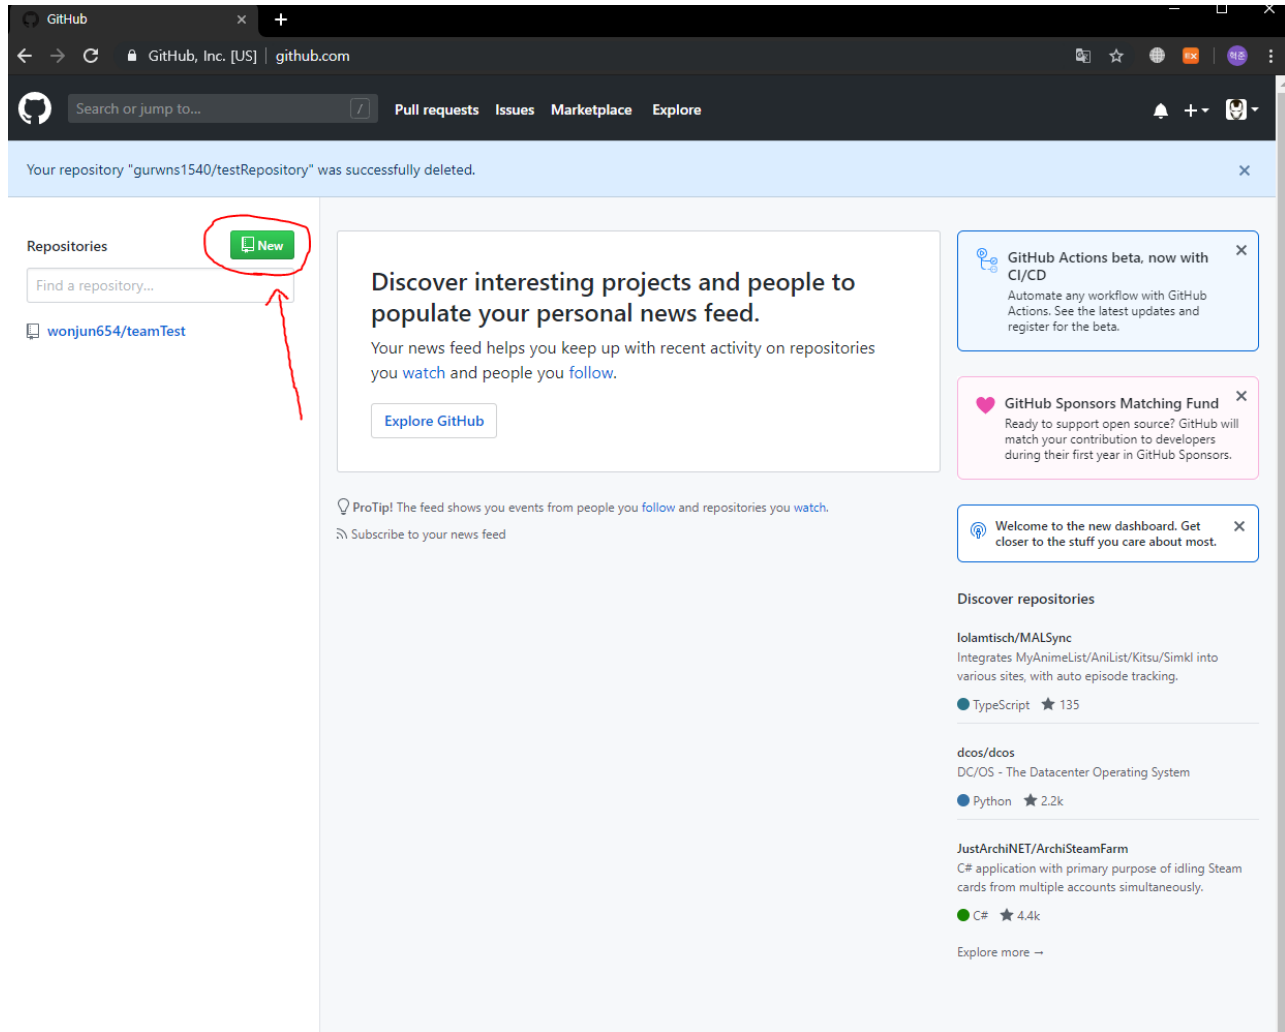 GitHub
GitHub, Inc. [US] | github.com
Search or jump to... /
Pull requests Issues Marketplace Explore
Your repository "gurwns1540/testRepository" was successfully deleted.
Repositories
New
Find a repository...
wonjun654/teamTest
Discover interesting projects and people to
populate your personal news feed.
Your news feed helps you keep up with recent activity on repositories
you watch and people you follow.
Explore GitHub
ProTip! The feed shows you events from people you follow and repositories you watch.
Subscribe to your news feed
GitHub Actions beta, now with
CI/CD
Automate any workflow with GitHub
Actions. See the latest updates and
register for the beta.
GitHub Sponsors Matching Fund
Ready to support open source? GitHub will
match your contribution to developers
during their first year in GitHub Sponsors.
Welcome to the new dashboard. Get
closer to the stuff you care about most.
Discover repositories
lolamtisch/MALSync
Integrates MyAnimeList/AniList/Kitsu/Simkl into
various sites, with auto episode tracking.
TypeScript 135
dcos/dcos
DC/OS - The Datacenter Operating System
Python 2.2k
JustArchiNET/ArchiSteamFarm
C# application with primary purpose of idling Steam
cards from multiple accounts simultaneously.
C# 4.4k
Explore more →